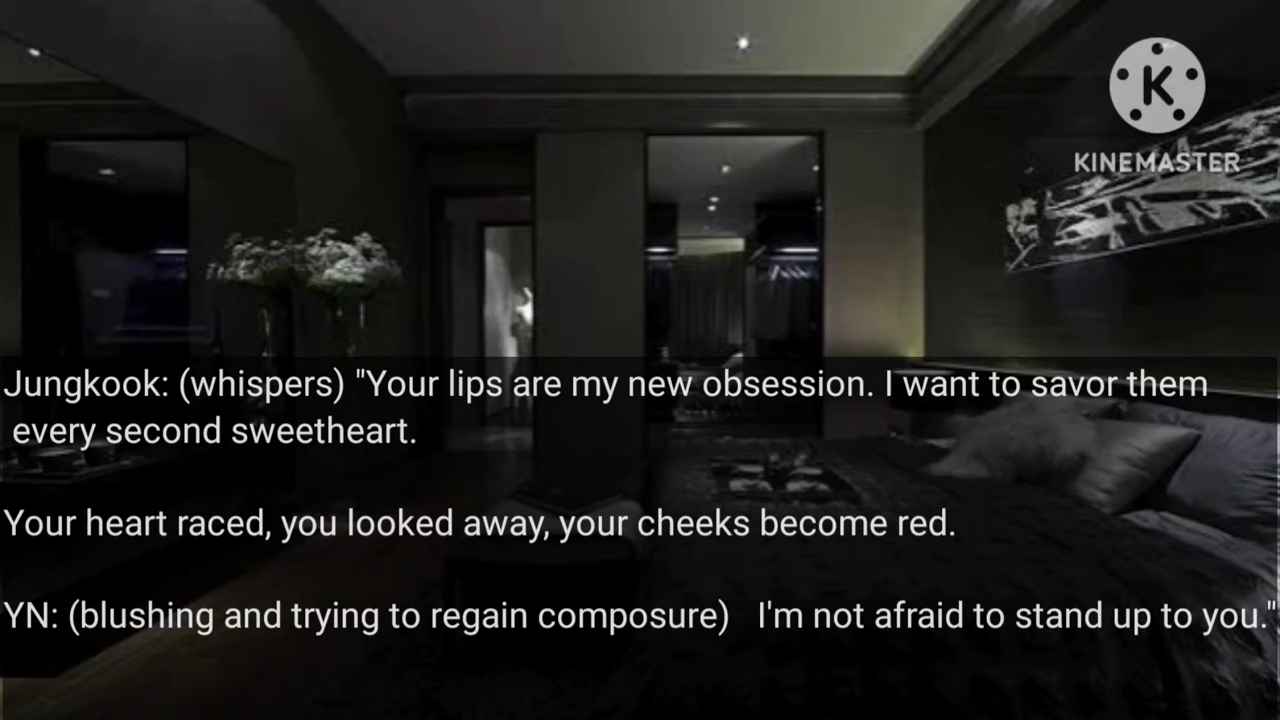 KINEMASTER
Jungkook: (whispers) "Your lips are my new obsession. I want to savor them
every second sweetheart.
Your heart raced, you looked away, your cheeks become red.
YN: (blushing and trying to regain composure) I'm not afraid to stand up to you."